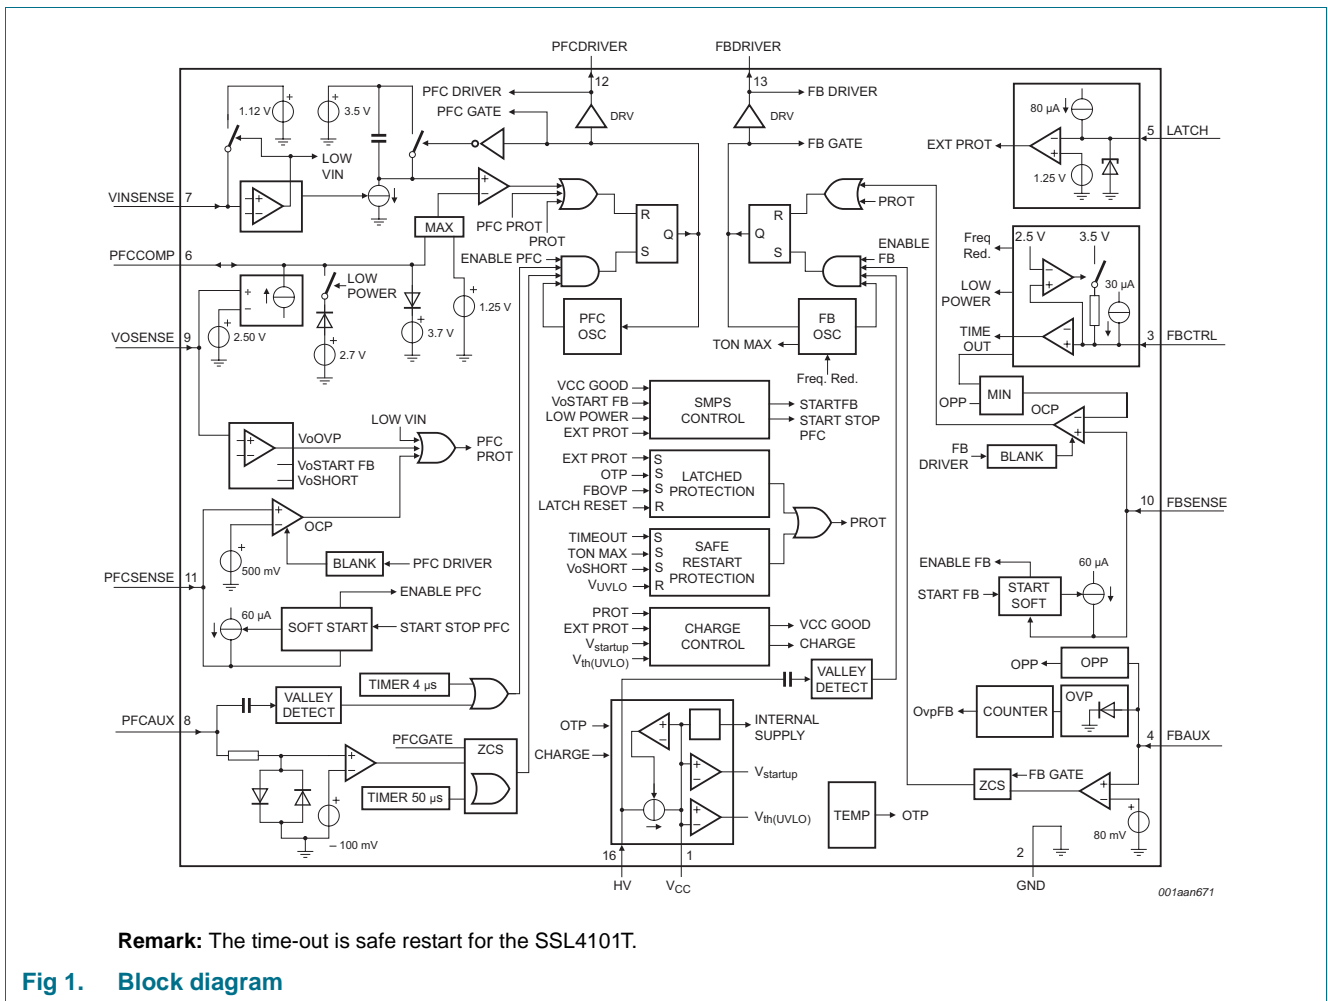 PFCDRIVER
FBDRIVER
12
13
PFC DRIVER
FB DRIVER
PFC GATE
DRV
DRV
FB GATE
1.12 V
3.5 V
LOW
VIN
VINSENSE 7
80 µA
5 LATCH
EXT PROT
1.25 V
MAX
PFC PROT
PROT
R
Q
S
R
Q
S
PROT
ENABLE
FB
ENABLE PFC
PFCCOMP 6
LOW
POWER
1.25 V
2.50 V
3.7 V
2.7 V
VOSENSE 9
PFC
OSC
FB
OSC
TON MAX
Freq. Red.
Freq
Red.
2.5 V
3.5 V
LOW
POWER
30 µA
TIME
OUT
3 FBCTRL
MIN
OPP
OCP
FB
DRIVER
BLANK
VCC GOOD
VoSTART FB
LOW POWER
EXT PROT
SMPS
CONTROL
STARTFB
START STOP
PFC
LOW VIN
VoOVP
VoSTART FB
VoSHORT
PFC
PROT
EXT PROT
OTP
FBOVP
LATCH RESET
S
S
S
R
LATCHED
PROTECTION
PROT
TIMEOUT
TON MAX
VoSHORT
VUVLO
S
S
S
R
SAFE
RESTART
PROTECTION
10 FBSENSE
OCP
500 mV
BLANK
PFC DRIVER
PFCSENSE 11
ENABLE PFC
60 µA
SOFT START
START STOP PFC
ENABLE FB
60 µA
START FB
START
SOFT
PROT
EXT PROT
Vstartup
Vth(UVLO)
CHARGE
CONTROL
VCC GOOD
CHARGE
TIMER 4 µs
VALLEY
DETECT
VALLEY
DETECT
OPP
OPP
OVP
OvpFB
COUNTER
PFCAUX 8
4 FBAUX
OTP
CHARGE
INTERNAL
SUPPLY
PFCGATE
ZCS
TIMER 50 µs
Vstartup
Vth(UVLO)
– 100 mV
TEMP
OTP
ZCS
FB GATE
80 mV
16
1
2
HV
VCC
GND
001aan671
Remark: The time-out is safe restart for the SSL4101T.
Fig 1. Block diagram